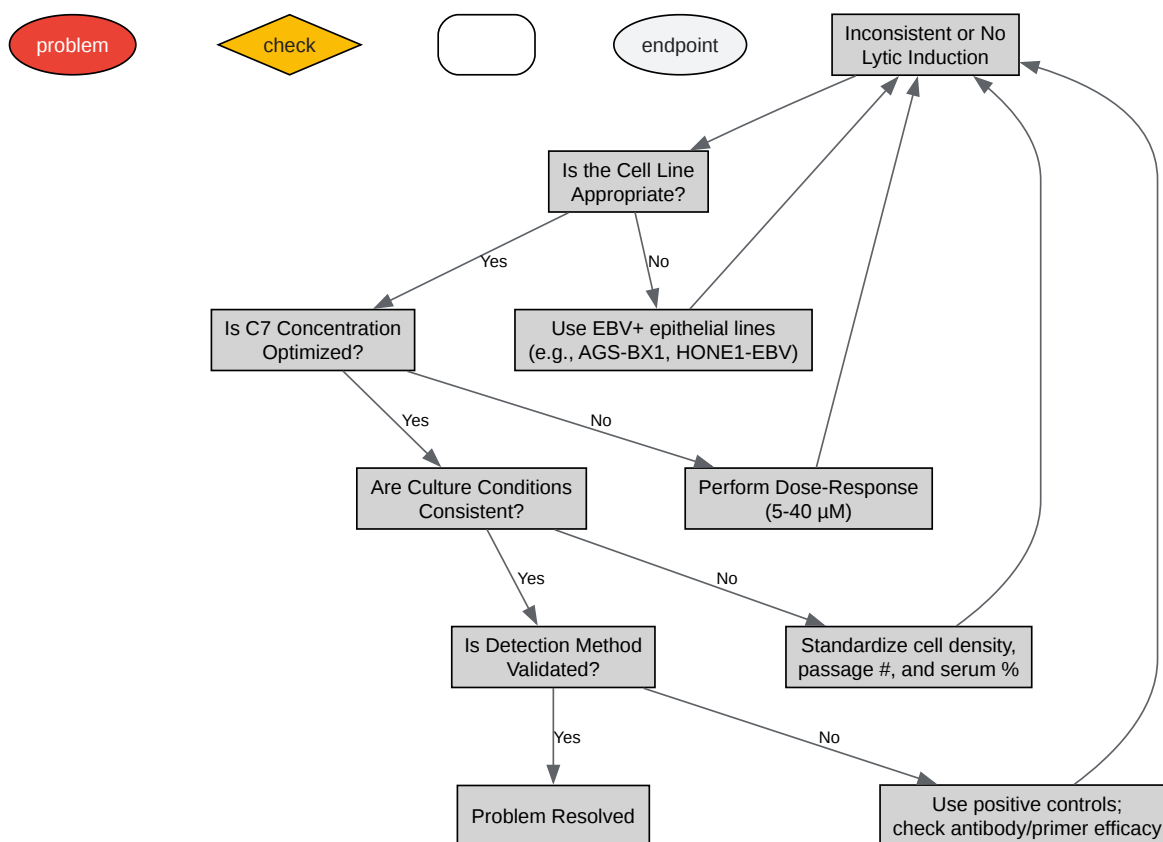 problem
check
endpoint
Inconsistent or No
Lytic Induction
Is the Cell Line
Appropriate?
Yes
No
Is C7 Concentration
Optimized?
Use EBV+ epithelial lines
(e.g., AGS-BX1, HONE1-EBV)
Yes
No
Are Culture Conditions
Consistent?
Perform Dose-Response
(5-40 µM)
Yes
No
Is Detection Method
Validated?
Standardize cell density,
passage #, and serum %
Yes
No
Problem Resolved
Use positive controls;
check antibody/primer efficacy